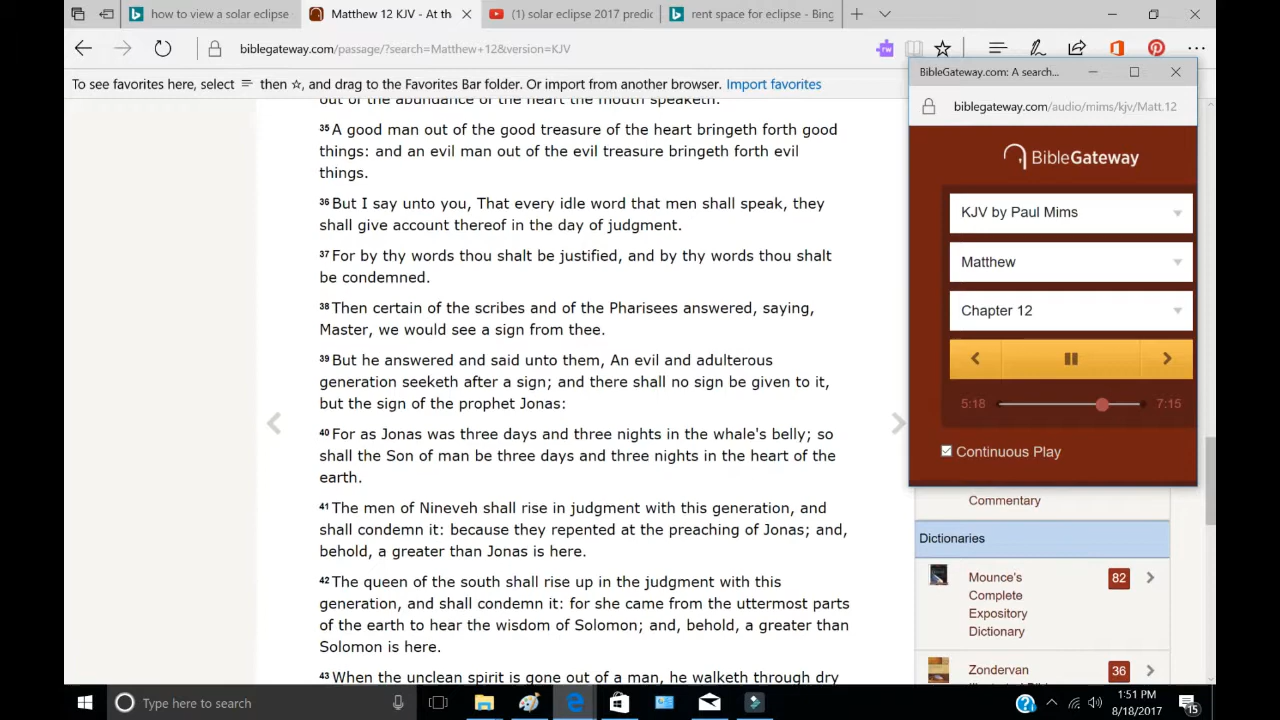 how to view a solar eclipse
Matthew 12 KJV - At th
(1) solar eclipse 2017 predic
rent space for eclipse - Bing
biblegateway.com/passage/?search=Matthew+12&version=KJV
To see favorites here, select then ☆, and drag to the Favorites Bar folder. Or import from another browser. Import favorites
out of the abundance of the heart the mouth speaketh.
35 A good man out of the good treasure of the heart bringeth forth good
things: and an evil man out of the evil treasure bringeth forth evil
things.
36 But I say unto you, That every idle word that men shall speak, they
shall give account thereof in the day of judgment.
37 For by thy words thou shalt be justified, and by thy words thou shalt
be condemned.
38 Then certain of the scribes and of the Pharisees answered, saying,
Master, we would see a sign from thee.
39 But he answered and said unto them, An evil and adulterous
generation seeketh after a sign; and there shall no sign be given to it,
but the sign of the prophet Jonas:
40 For as Jonas was three days and three nights in the whale's belly; so
shall the Son of man be three days and three nights in the heart of the
earth.
41 The men of Nineveh shall rise in judgment with this generation, and
shall condemn it: because they repented at the preaching of Jonas; and,
behold, a greater than Jonas is here.
42 The queen of the south shall rise up in the judgment with this
generation, and shall condemn it: for she came from the uttermost parts
of the earth to hear the wisdom of Solomon; and, behold, a greater than
Solomon is here.
43 When the unclean spirit is gone out of a man, he walketh through dry
BibleGateway.com: A search...
biblegateway.com/audio/mims/kjv/Matt.12
BibleGateway
KJV by Paul Mims
Matthew
Chapter 12
5:18
7:15
Continuous Play
Commentary
Dictionaries
Mounce's
Complete
Expository
Dictionary
82
Zondervan
36
Type here to search
1:51 PM
8/18/2017
15